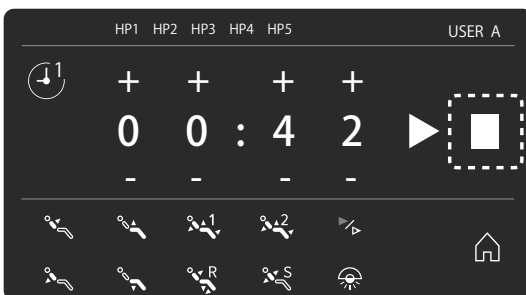 HP1 HP2 HP3 HP4 HP5 USER A
1
+ + + +
0 0 : 4 2
- - - -
1 2
R S